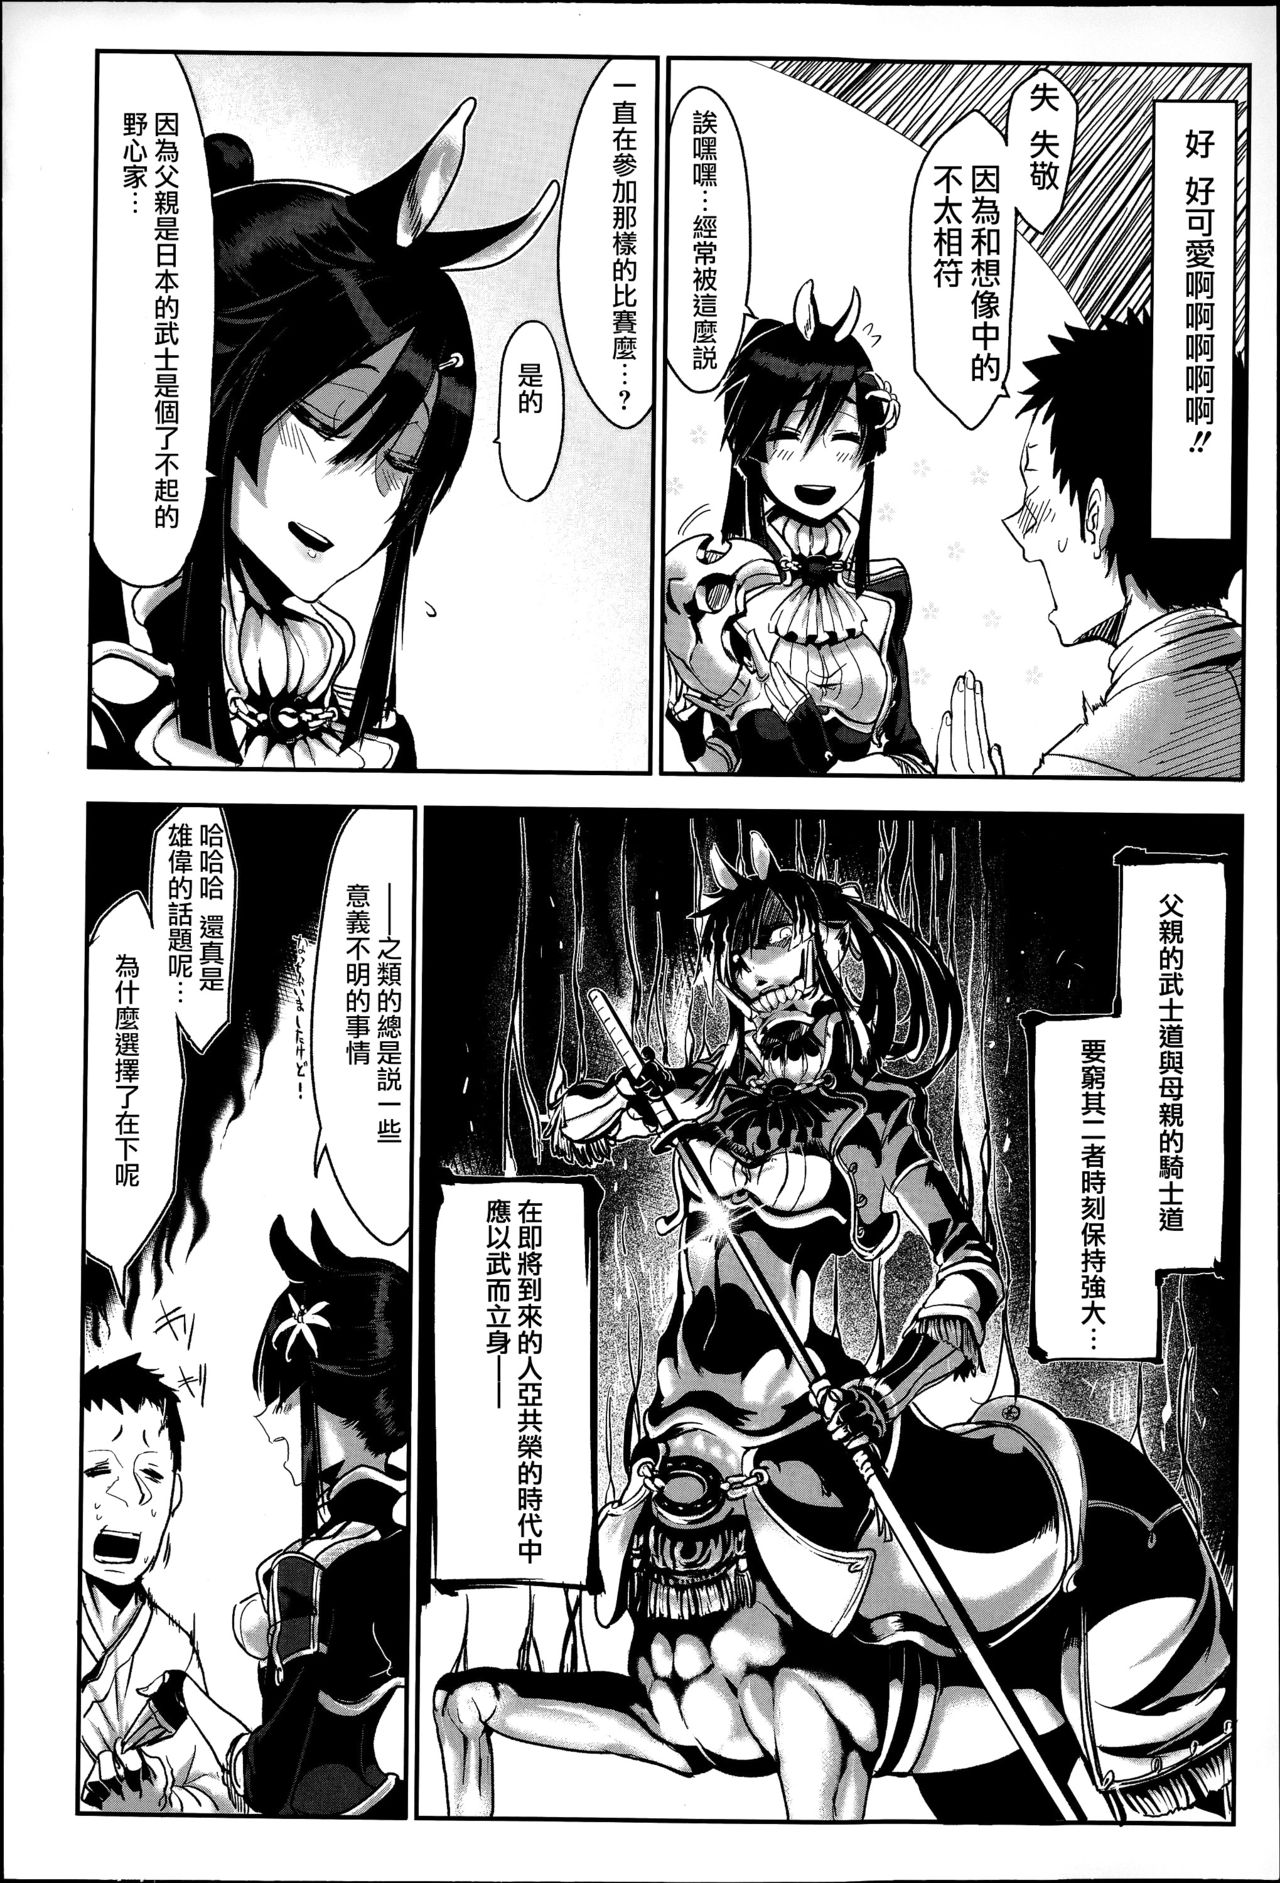 好 好可愛啊啊啊啊啊!!
失 失敬
因為和想像中的
不太相符
誒嘿嘿…經常被這麼説
一直在參加那樣的比賽麼…?
是的
因為父親是日本的武士是個了不起的
野心家…
父親的武士道與母親的騎士道
要窮其二者時刻保持強大…
在即將到來的人亞共榮的時代中
應以武而立身——
——之類的總是説一些
意義不明的事情
哈哈哈 還真是
雄偉的話題呢…
為什麼選擇了在下呢